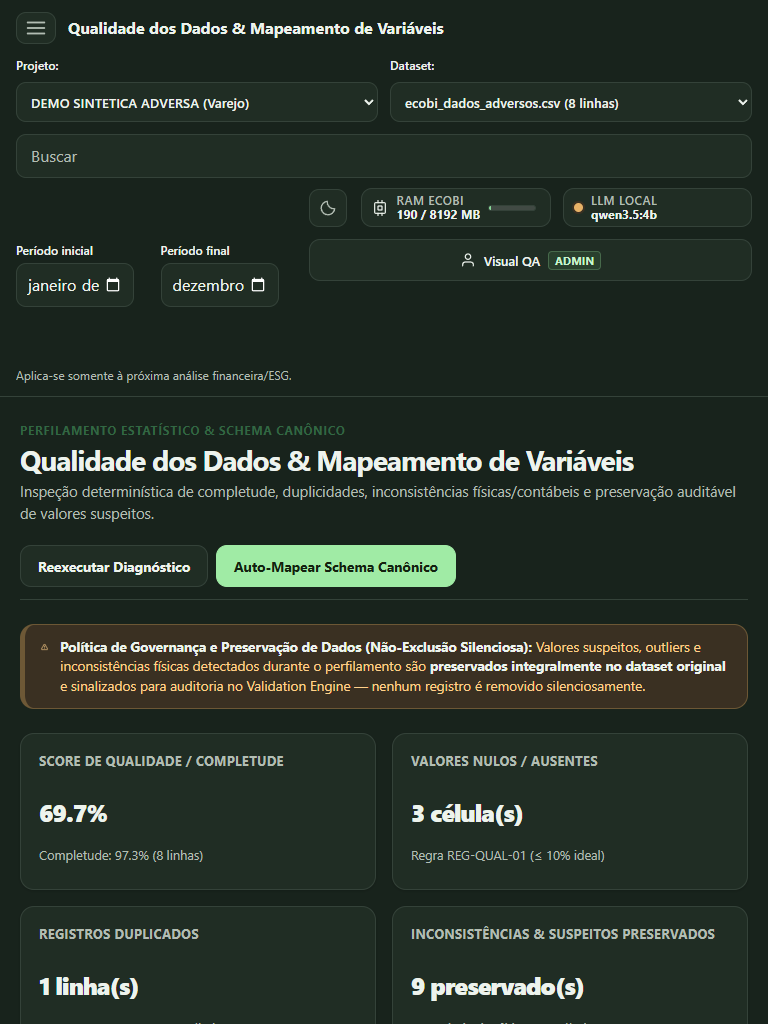 Qualidade dos Dados & Mapeamento de Variáveis
Projeto:
Dataset:
DEMO SINTETICA ADVERSA (Varejo)
ecobi_dados_adversos.csv (8 linhas)
Buscar
RAM ECOBI
190 / 8192 MB
LLM LOCAL
qwen3.5:4b
Período inicial
Período final
janeiro de
dezembro
Visual QA
ADMIN
Aplica-se somente à próxima análise financeira/ESG.
PERFILAMENTO ESTATÍSTICO & SCHEMA CANÔNICO
Qualidade dos Dados & Mapeamento de Variáveis
Inspeção determinística de completude, duplicidades, inconsistências físicas/contábeis e preservação auditável
de valores suspeitos.
Reexecutar Diagnóstico
Auto-Mapear Schema Canônico
Política de Governança e Preservação de Dados (Não-Exclusão Silenciosa): Valores suspeitos, outliers e
inconsistências físicas detectados durante o perfilamento são preservados integralmente no dataset original
e sinalizados para auditoria no Validation Engine — nenhum registro é removido silenciosamente.
SCORE DE QUALIDADE / COMPLETUDE
69.7%
Completude: 97.3% (8 linhas)
VALORES NULOS / AUSENTES
3 célula(s)
Regra REG-QUAL-01 (≤ 10% ideal)
REGISTROS DUPLICADOS
1 linha(s)
INCONSISTÊNCIAS & SUSPEITOS PRESERVADOS
9 preservado(s)